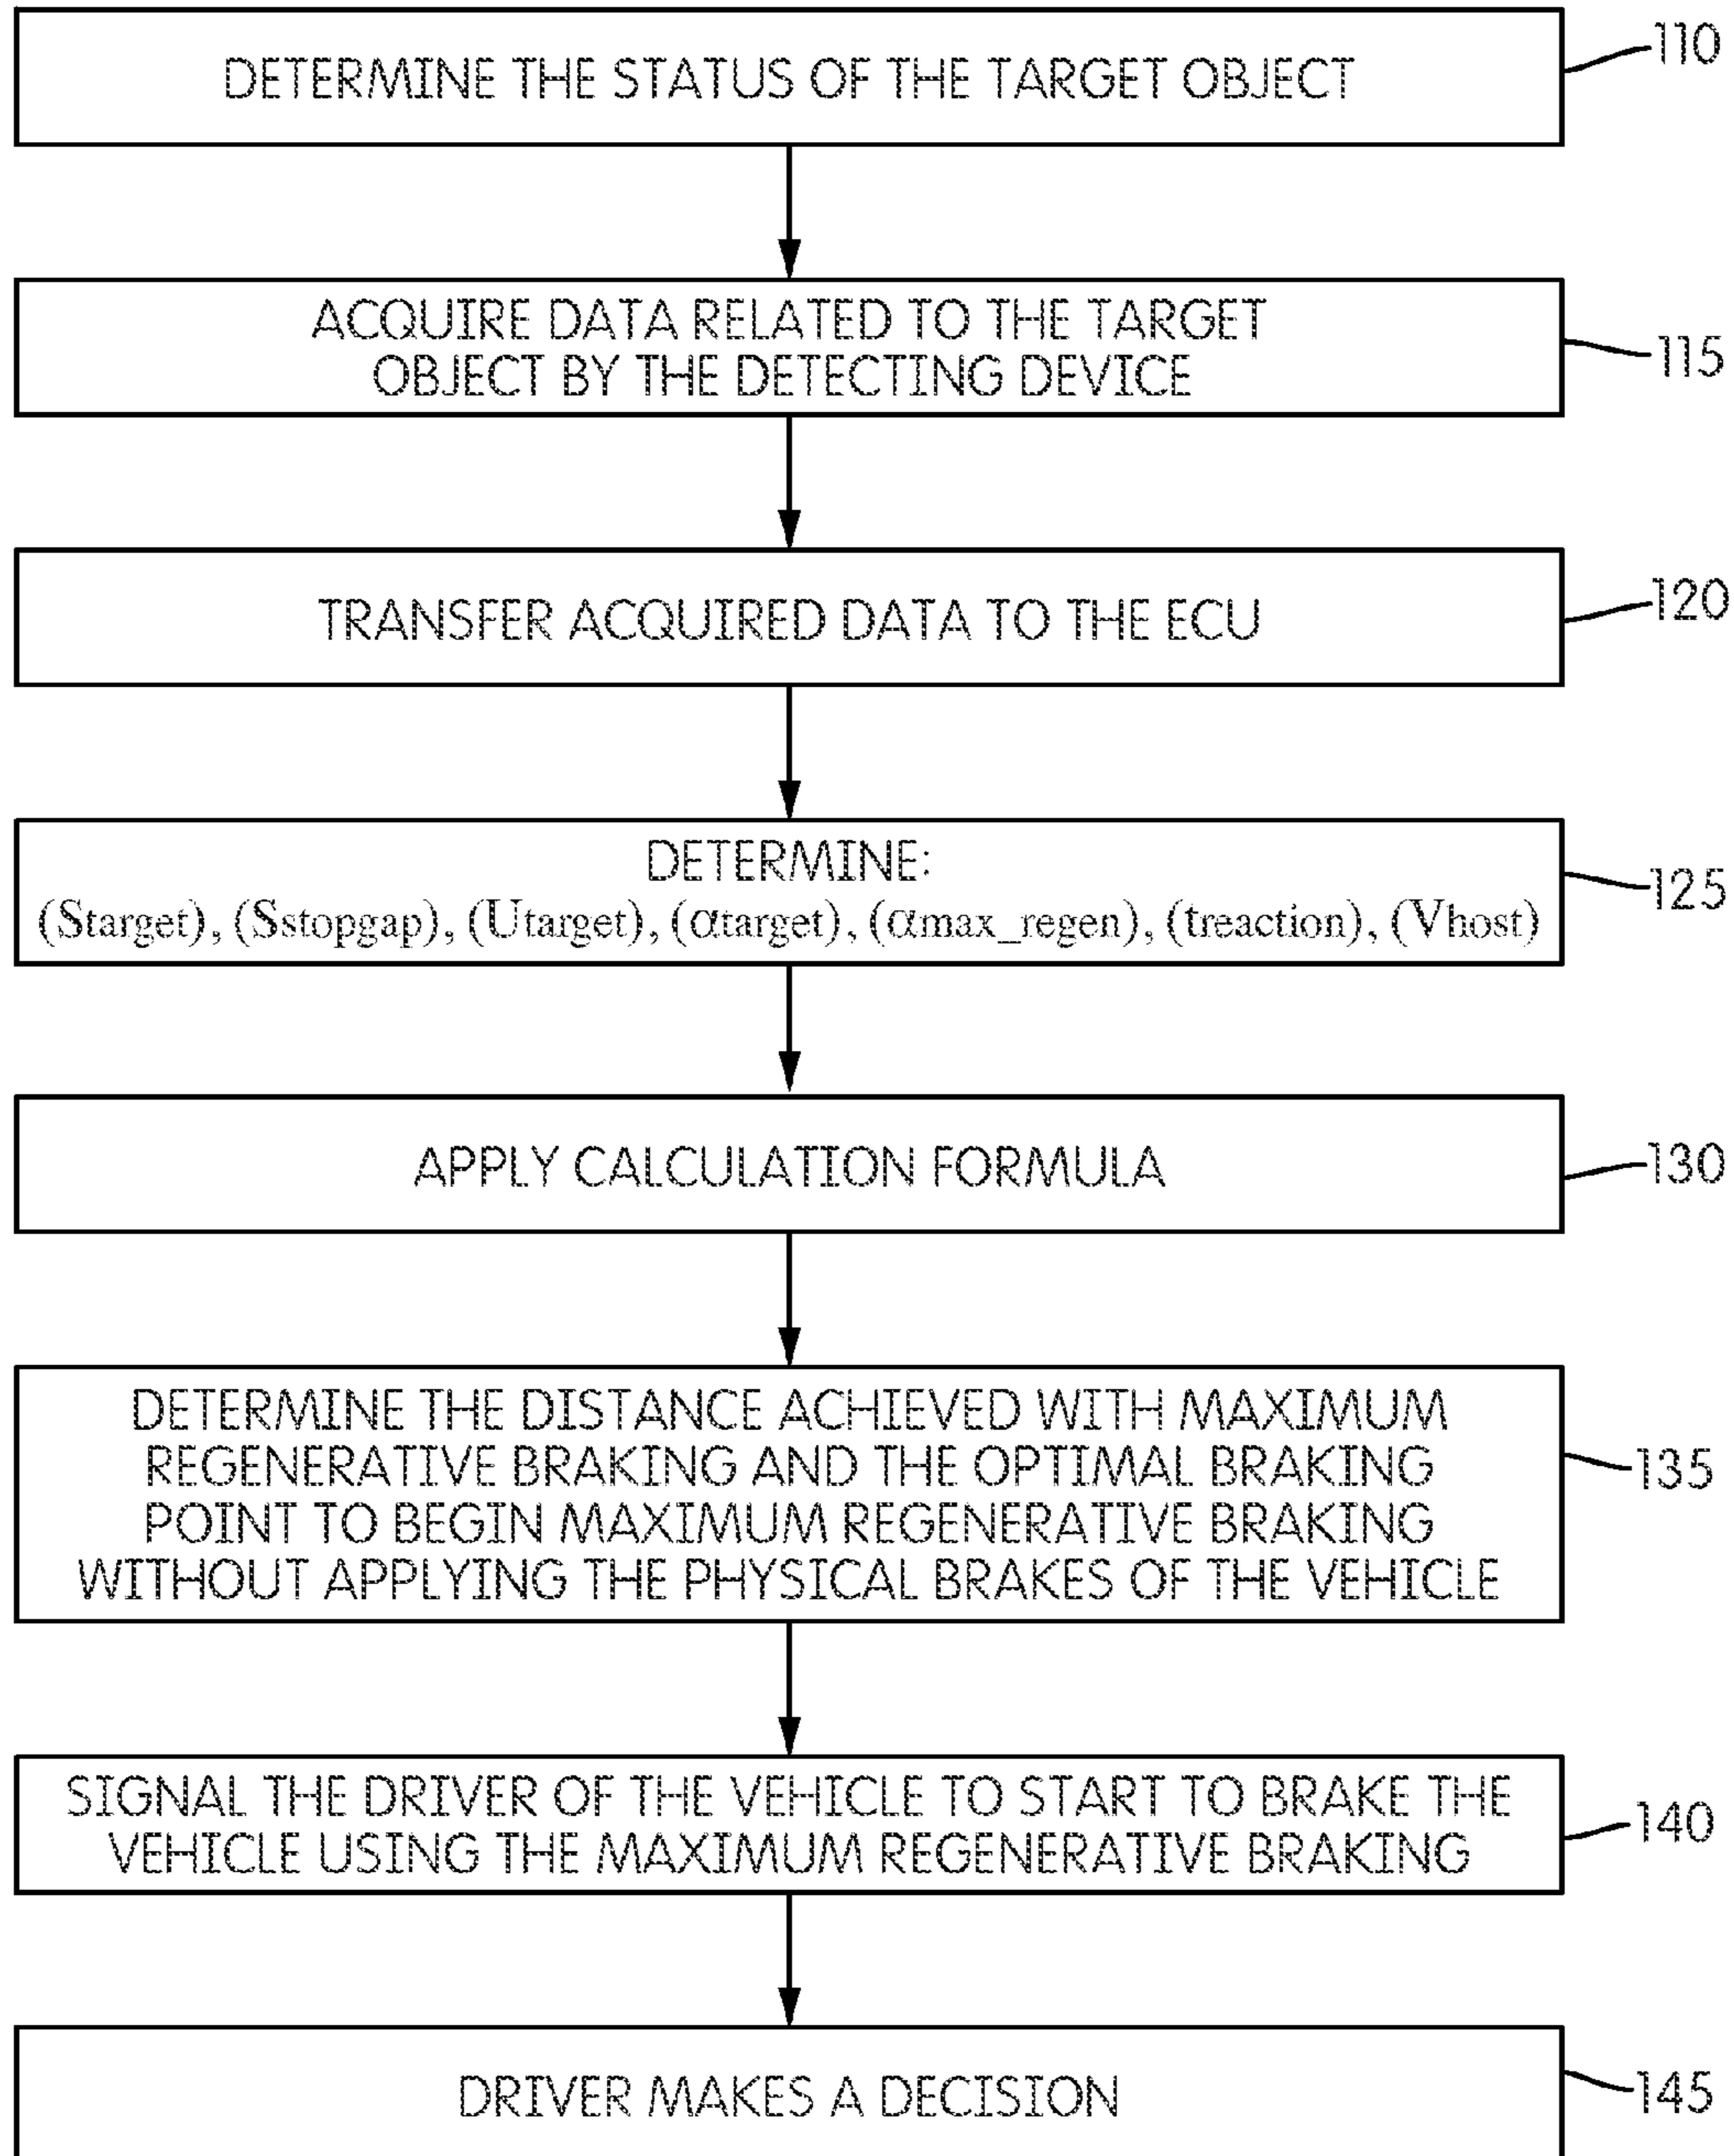 DETERMINE THE STATUS OF THE TARGET OBJECT
110
ACQUIRE DATA RELATED TO THE TARGET
OBJECT BY THE DETECTING DEVICE
115
TRANSFER ACQUIRED DATA TO THE ECU
120
DETERMINE:
(Starget), (Sstopgap), (Utarget), (αtarget), (αmax_regen), (treaction), (Vhost)
125
APPLY CALCULATION FORMULA
130
DETERMINE THE DISTANCE ACHIEVED WITH MAXIMUM
REGENERATIVE BRAKING AND THE OPTIMAL BRAKING
POINT TO BEGIN MAXIMUM REGENERATIVE BRAKING
WITHOUT APPLYING THE PHYSICAL BRAKES OF THE VEHICLE
135
SIGNAL THE DRIVER OF THE VEHICLE TO START TO BRAKE THE
VEHICLE USING THE MAXIMUM REGENERATIVE BRAKING
140
DRIVER MAKES A DECISION
145